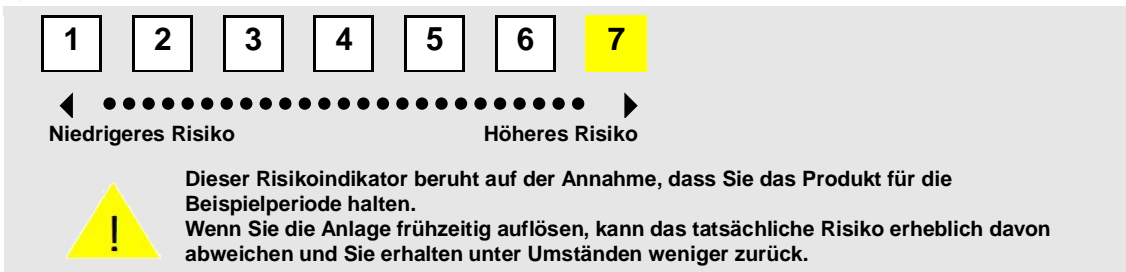 1 2 3 4 5 6 7
Niedrigeres Risiko Höheres Risiko
Dieser Risikoindikator beruht auf der Annahme, dass Sie das Produkt für die
Beispielperiode halten.
Wenn Sie die Anlage frühzeitig auflösen, kann das tatsächliche Risiko erheblich davon
abweichen und Sie erhalten unter Umständen weniger zurück.
!